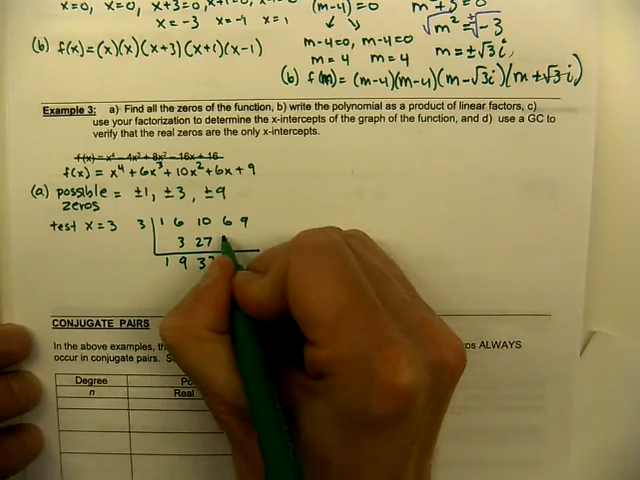 x=0, x=0, x+3=0, x+1=0,
x=-3 x=-4 x=1
(m-4)=0
m-4=0, m-4=0
m=4 m=4
√m² = ±√-3
m=±√3i,
(b) f(x)=(x)(x)(x+3)(x+1)(x-1)
(b) f(m)=(m-4)(m-4)(m-√3i)(m+√3i)
Example 3: a) Find all the zeros of the function, b) write the polynomial as a product of linear factors, c)
use your factorization to determine the x-intercepts of the graph of the function, and d) use a GC to
verify that the real zeros are the only x-intercepts.
f(x) = x⁴ - 4x³ + 8x² - 16x + 16
f(x) = x⁴ + 6x³ + 10x² + 6x + 9
(a) possible = ±1, ±3, ±9
zeros
test x=3 3 1 6 10 6 9
3 27
1 9
CONJUGATE PAIRS
In the above examples, ALWAYS
occur in conjugate pairs.
Degree
n Real